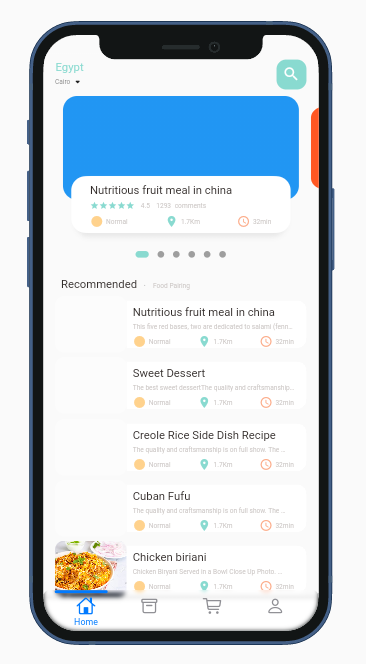 Egypt
Cairo
Nutritious fruit meal in china
4.5 1293 comments
Normal 1.7Km 32min
Recommended · Food Pairing
Nutritious fruit meal in china
This five red bases, two are dedicated to salami (ferm...
Normal 1.7Km 32min
Sweet Dessert
The best sweet dessertThe quality and craftsmanship...
Normal 1.7Km 32min
Creole Rice Side Dish Recipe
The quality and craftsmanship is on full show. The ...
Normal 1.7Km 32min
Cuban Fufu
The quality and craftsmanship is on full show. The ...
Normal 1.7Km 32min
Chicken biriani
Chicken Biryani Served in a Bowl Close Up Photo. ...
Normal 1.7Km 32min
Home